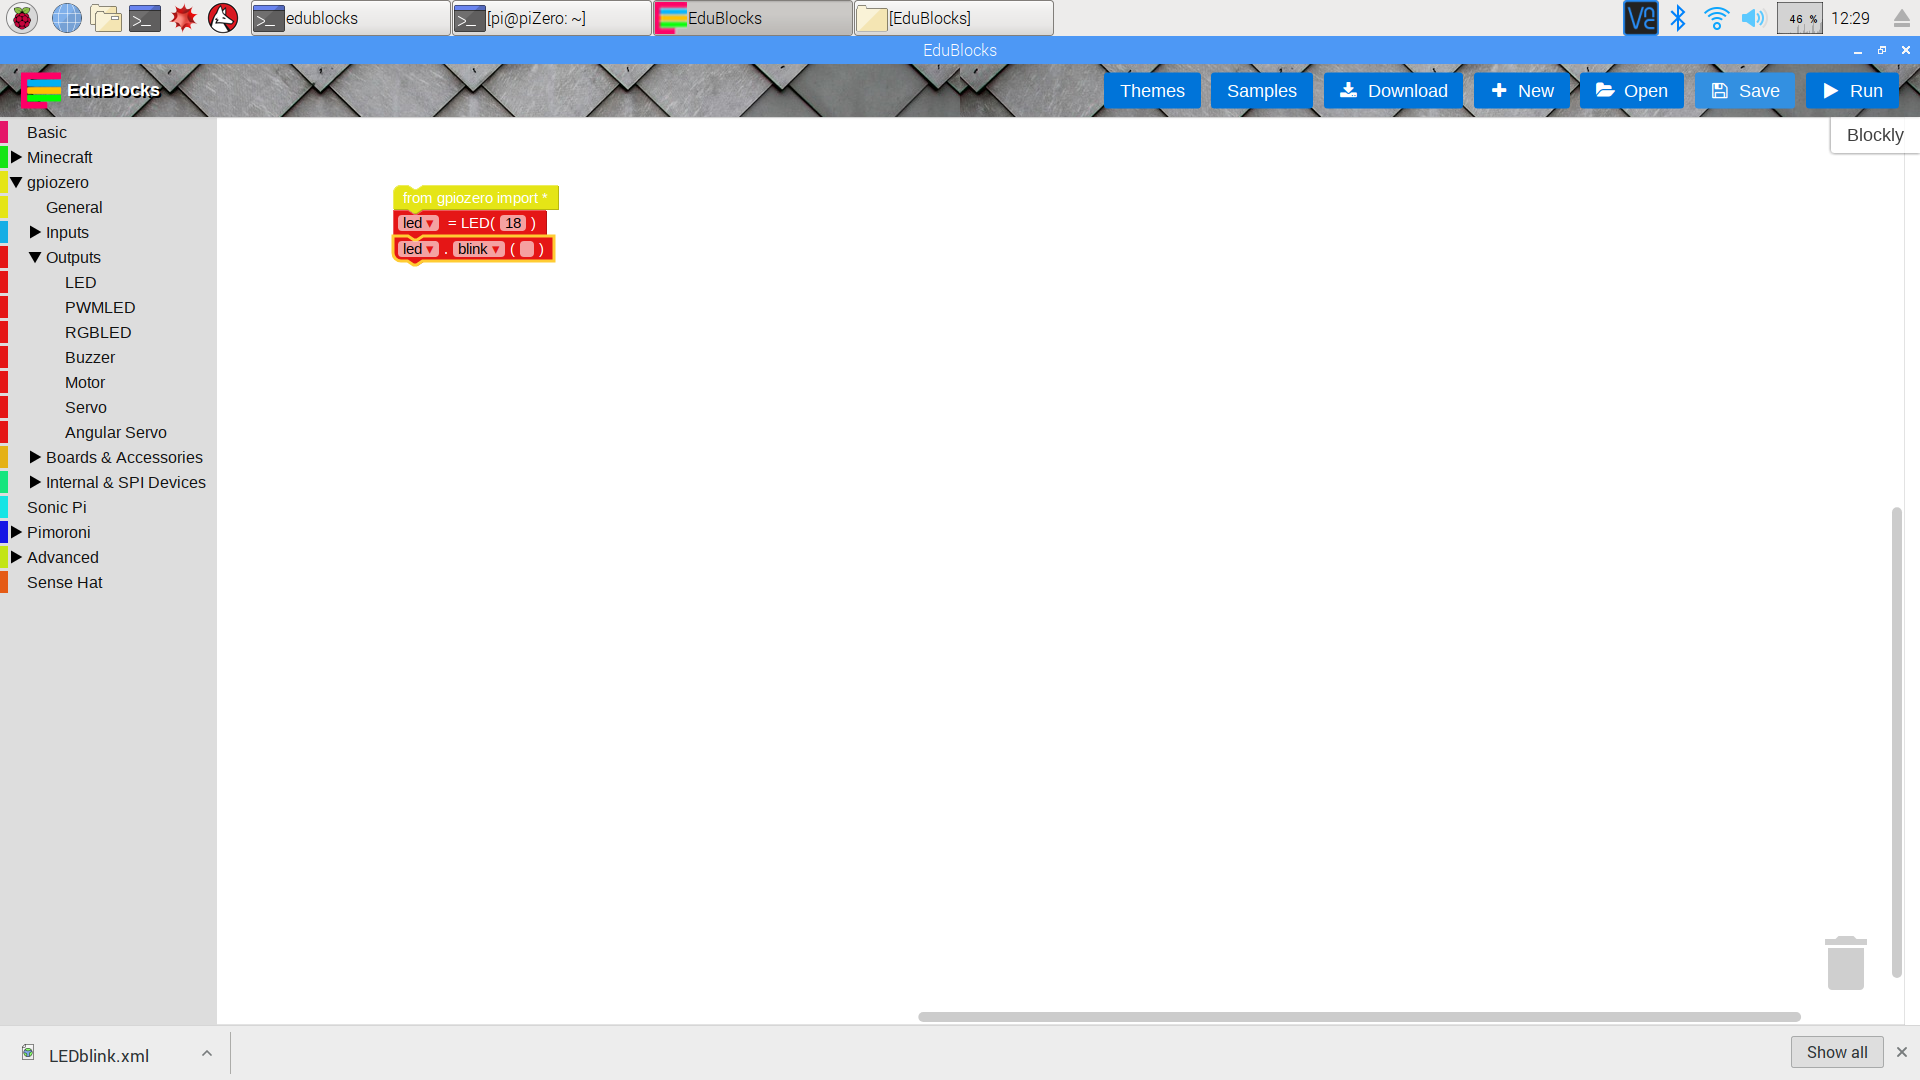 edublocks
[pi@piZero: ~]
EduBlocks
[EduBlocks]
46 %
12:29
EduBlocks
EduBlocks
Themes
Samples
Download
New
Open
Save
Run
Blockly
Basic
Minecraft
gpiozero
General
Inputs
Outputs
LED
PWMLED
RGBLED
Buzzer
Motor
Servo
Angular Servo
Boards & Accessories
Internal & SPI Devices
Sonic Pi
Pimoroni
Advanced
Sense Hat
from gpiozero import *
led = LED( 18 )
led . blink ( )
LEDblink.xml
Show all